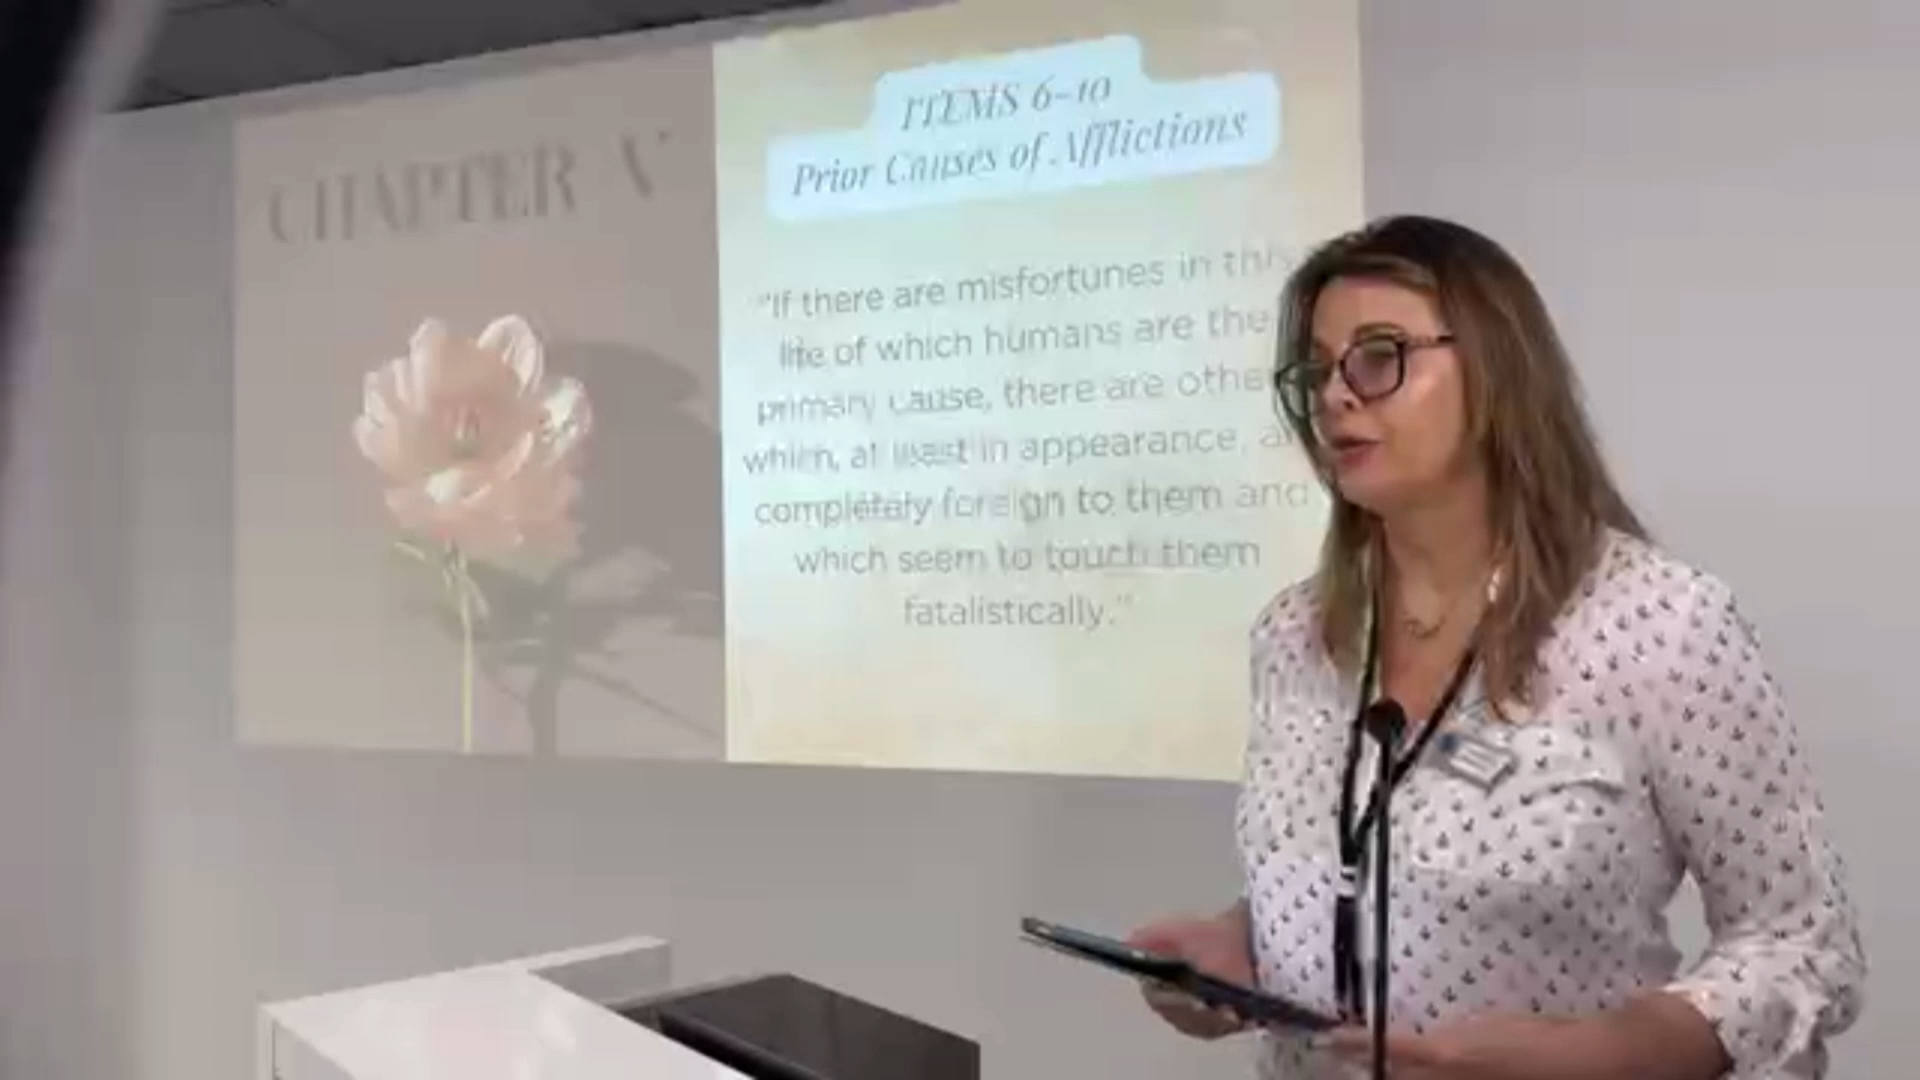 CHAPTER V
ITEMS 6-10
Prior Causes of Afflictions
"If there are misfortunes in this
life of which humans are the
primary cause, there are other
which, at least in appearance,
completely foreign to them and
which seem to touch them
fatalistically."